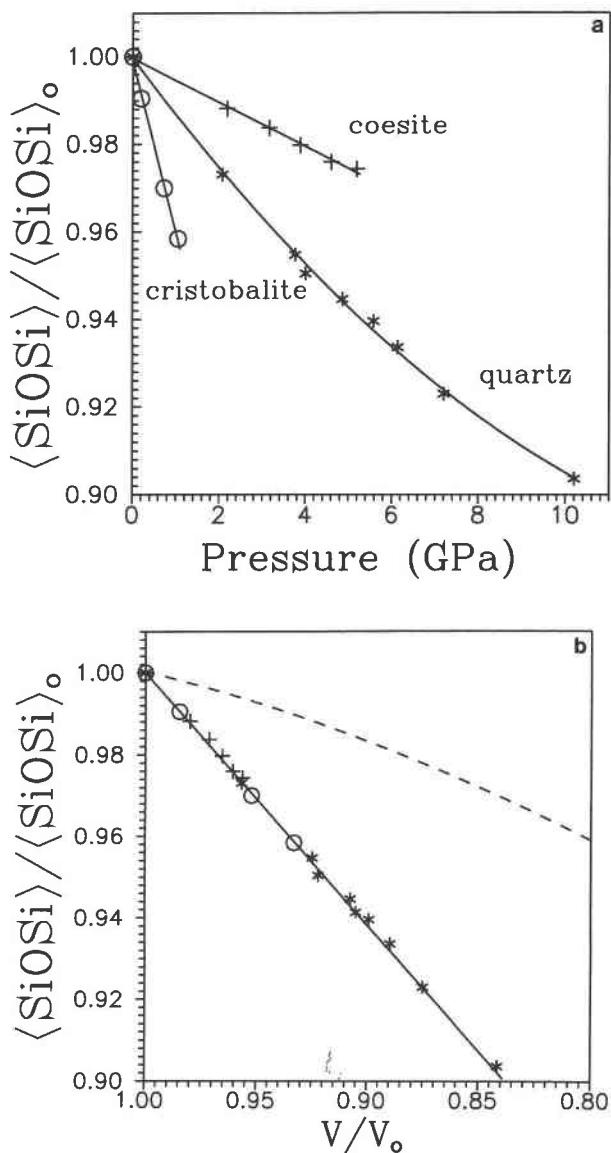 a
⟨SiOSi⟩/⟨SiOSi⟩o
1.00
0.98
0.96
0.94
0.92
0.90
coesite
cristobalite
quartz
0 2 4 6 8 10
Pressure (GPa)
b
⟨SiOSi⟩/⟨SiOSi⟩o
1.00
0.98
0.96
0.94
0.92
0.90
1.00 0.95 0.90 0.85 0.80
V/Vo